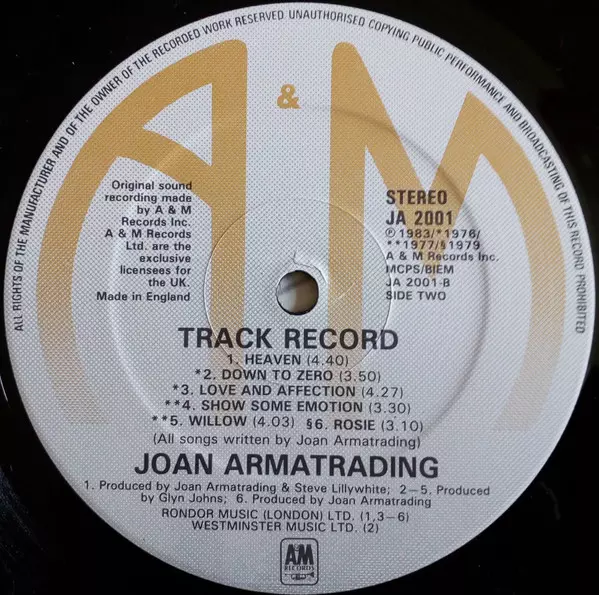 ALL RIGHTS OF THE MANUFACTURER AND OF THE OWNER OF THE RECORDED WORK RESERVED UNAUTHORISED COPYING PUBLIC PERFORMANCE AND BROADCASTING OF THIS RECORD PROHIBITED
A & M
Original sound
recording made
by A & M
Records Inc.
A & M Records
Ltd. are the
exclusive
licensees for
the UK.
Made in England
STEREO
JA 2001
℗ 1983/*1976/
**1977/§1979
A & M Records Inc.
MCPS/BIEM
JA 2001-B
SIDE TWO
TRACK RECORD
1. HEAVEN (4.40)
*2. DOWN TO ZERO (3.50)
*3. LOVE AND AFFECTION (4.27)
**4. SHOW SOME EMOTION (3.30)
**5. WILLOW (4.03) §6. ROSIE (3.10)
(All songs written by Joan Armatrading)
JOAN ARMATRADING
1. Produced by Joan Armatrading & Steve Lillywhite; 2–5. Produced
by Glyn Johns; 6. Produced by Joan Armatrading
RONDOR MUSIC (LONDON) LTD. (1,3–6)
WESTMINSTER MUSIC LTD. (2)
AM
RECORDS